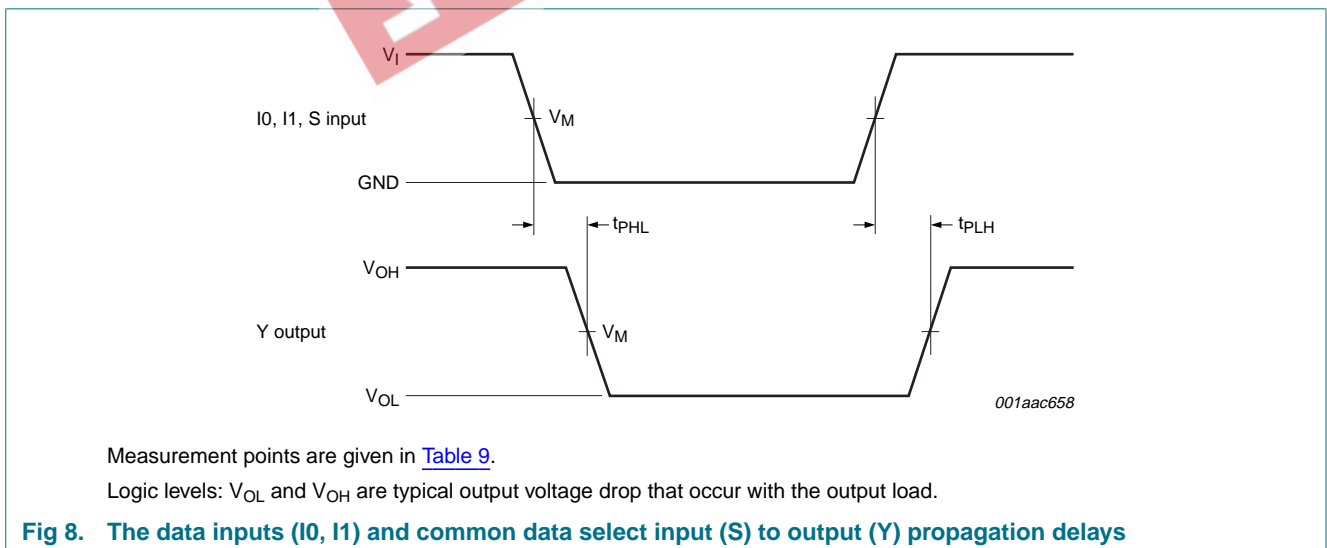 V_I
I0, I1, S input
V_M
GND
t_PHL
t_PLH
V_OH
Y output
V_M
V_OL
001aac658
Measurement points are given in Table 9.
Logic levels: V_OL and V_OH are typical output voltage drop that occur with the output load.
Fig 8. The data inputs (I0, I1) and common data select input (S) to output (Y) propagation delays